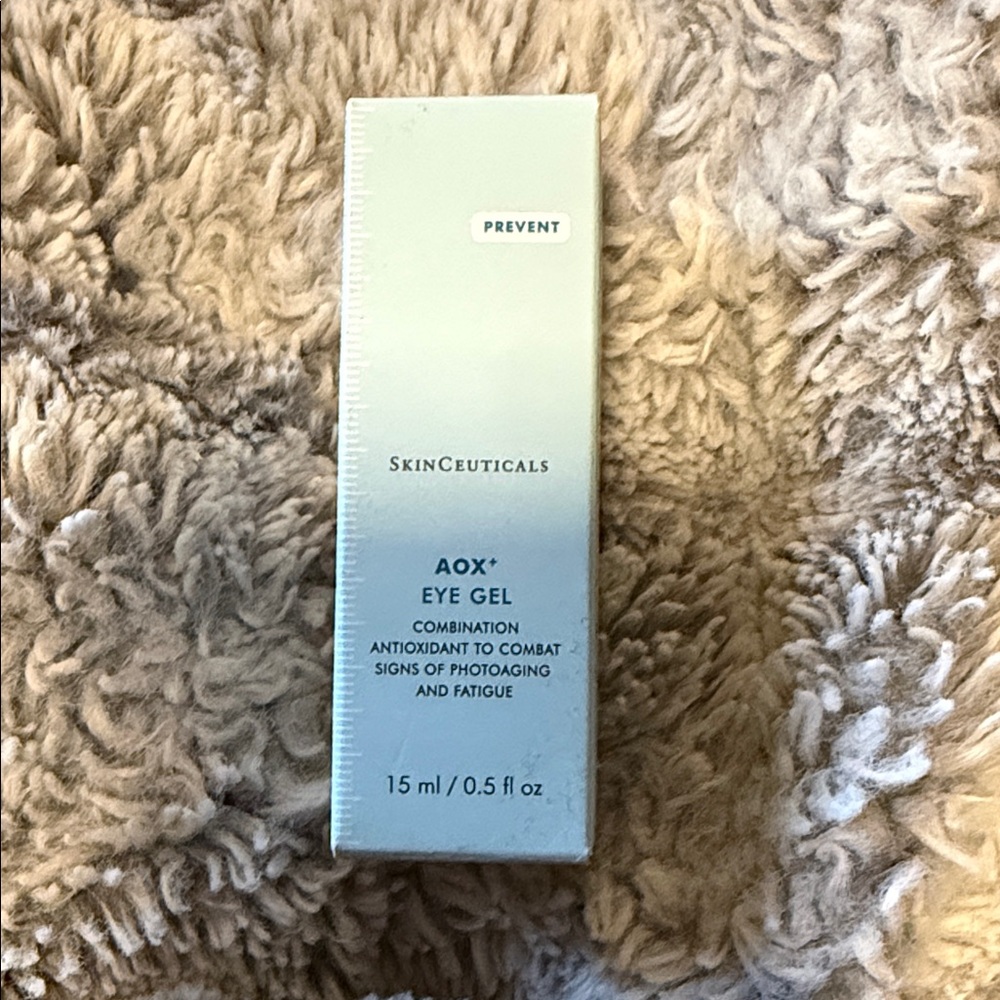 PREVENT
SKINCEUTICALS
AOX+
EYE GEL
COMBINATION
ANTIOXIDANT TO COMBAT
SIGNS OF PHOTOAGING
AND FATIGUE
15 ml / 0.5 fl oz